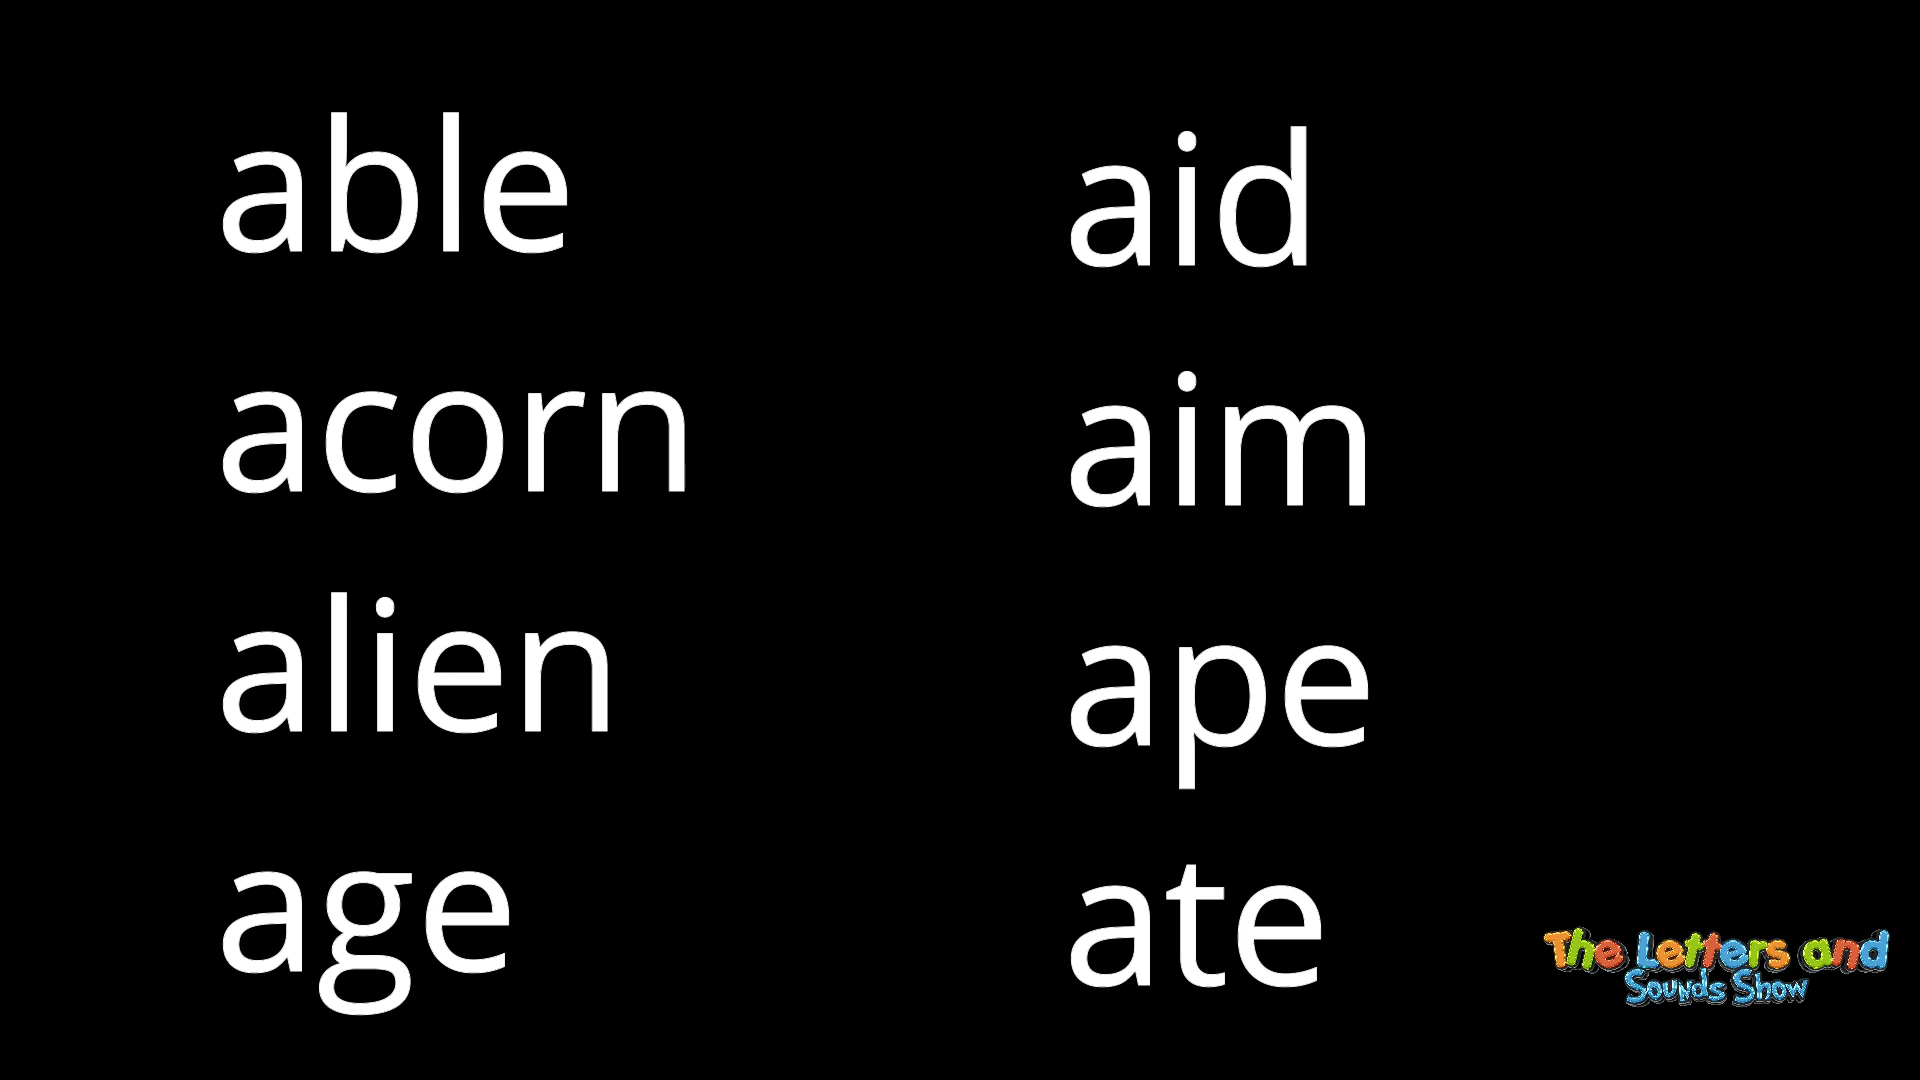 able
acorn
alien
age
aid
aim
ape
ate
The Letters and
Sounds Show